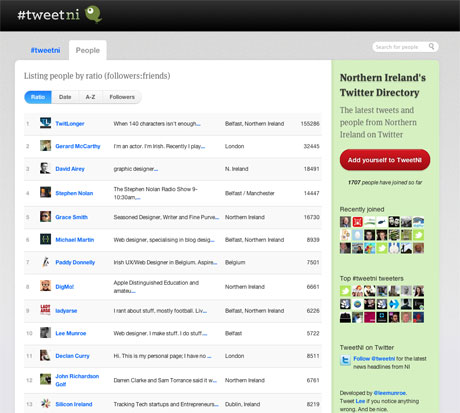 #tweetni
#tweetni People
Search for people
Listing people by ratio (followers:friends)
Ratio Date A-Z Followers
1 TwitLonger When 140 characters isn't enough... Belfast, Northern Ireland 155286
2 Gerard McCarthy I'm an actor. I'm Irish. Recently I play... London 32445
3 David Airey graphic designer... N. Ireland 18491
4 Stephen Nolan The Stephen Nolan Show 9-10:30am,... Belfast / Manchester 14447
5 Grace Smith Seasoned Designer, Writer and Fine Purve... Northern Ireland 16730
6 Michael Martin Web designer, specialising in blog desig... Belfast, Northern Ireland 8939
7 Paddy Donnelly Irish UX/Web Designer in Belgium. Aspire... Belgium 7501
8 DigMo! Apple Distinguished Education and amateu... Northern Ireland 6661
9 ladyarse I rant about stuff, mostly football. Liv... Belfast, Northern Ireland 6226
10 Lee Munroe Web designer. I make stuff. I do stuff.... Belfast 5722
11 Declan Curry Hi. This is my personal page; I have no ... London 8511
12 John Richardson Golf Darren Clarke and Sam Torrance said it w... Northern Ireland 6761
13 Silicon Ireland Tracking Tech startups and Entrepreneurs... Dublin, Ireland 8219
Northern Ireland's
Twitter Directory
The latest tweets
and people from
Northern Ireland
on Twitter
Add yourself to TweetNI
1707 people have joined so far
Recently joined
Top #tweetni tweeters
LADY ARSE
TweetNI on Twitter
Follow @tweetni for the latest
news headlines from NI
Developed by @leemunroe.
Tweet Lee if you notice anything
wrong. And be nice.